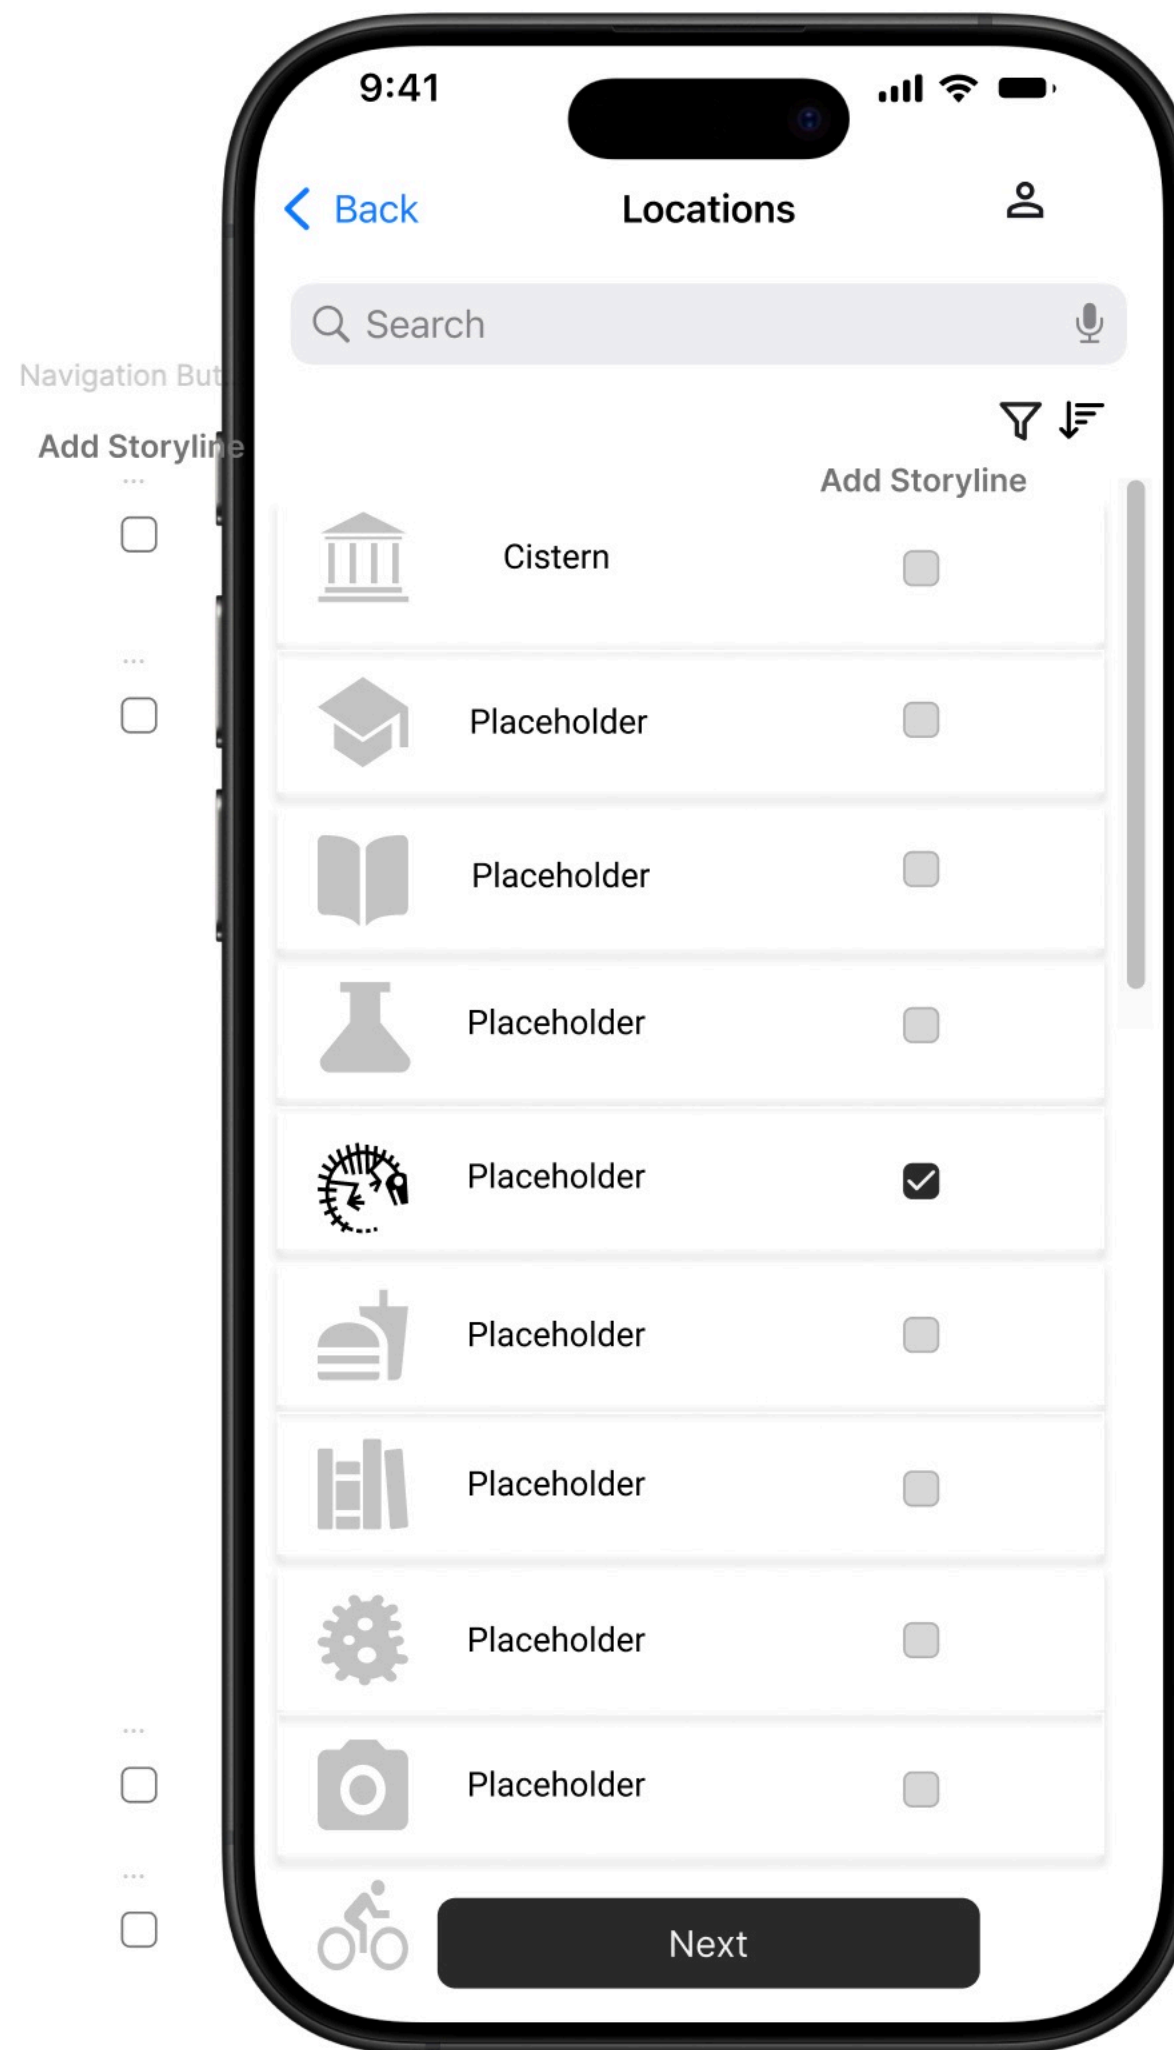 9:41
Back
Locations
Search
Navigation But
Add Storyline
...
Add Storyline
Cistern
...
Placeholder
Placeholder
Placeholder
Placeholder
Placeholder
Placeholder
Placeholder
...
Placeholder
...
Next